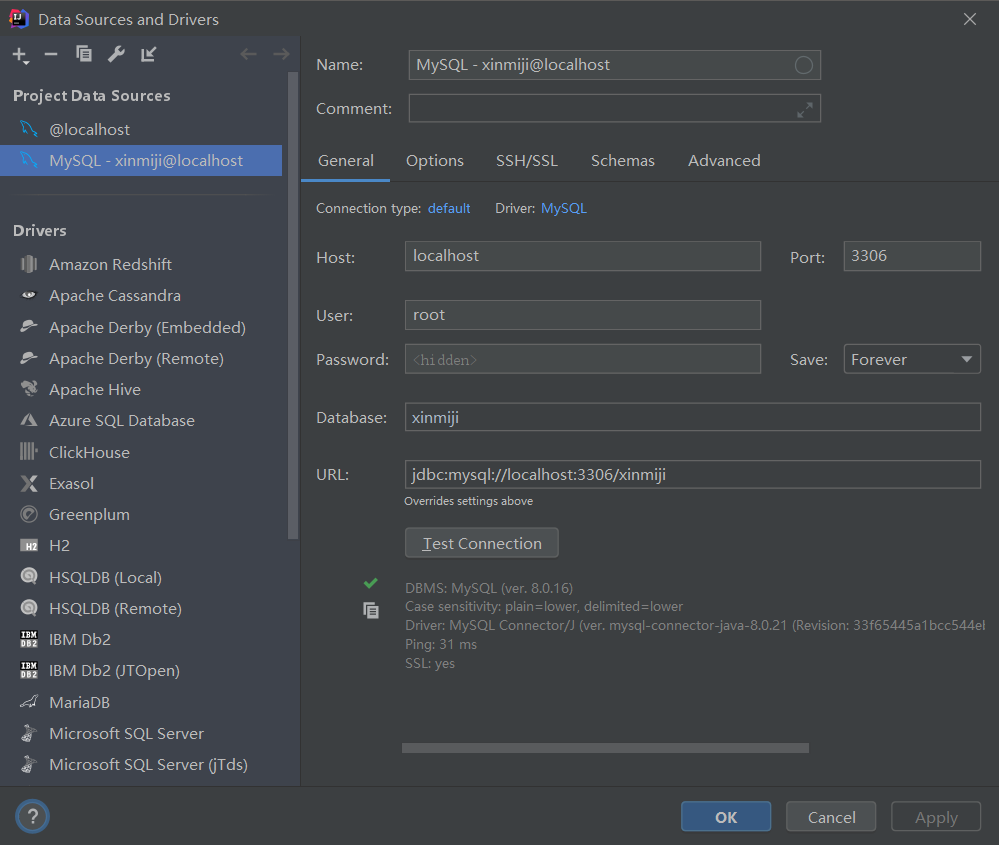 Data Sources and Drivers
Project Data Sources
@localhost
MySQL - xinmiji@localhost
Drivers
Amazon Redshift
Apache Cassandra
Apache Derby (Embedded)
Apache Derby (Remote)
Apache Hive
Azure SQL Database
ClickHouse
Exasol
Greenplum
H2
HSQLDB (Local)
HSQLDB (Remote)
IBM Db2
IBM Db2 (JTOpen)
MariaDB
Microsoft SQL Server
Microsoft SQL Server (jTds)
Name: MySQL - xinmiji@localhost
Comment:
General Options SSH/SSL Schemas Advanced
Connection type: default Driver: MySQL
Host: localhost Port: 3306
User: root
Password: <hidden> Save: Forever
Database: xinmiji
URL: jdbc:mysql://localhost:3306/xinmiji
Overrides settings above
Test Connection
DBMS: MySQL (ver. 8.0.16)
Case sensitivity: plain=lower, delimited=lower
Driver: MySQL Connector/J (ver. mysql-connector-java-8.0.21 (Revision: 33f65445a1bcc544eb
Ping: 31 ms
SSL: yes
? OK Cancel Apply